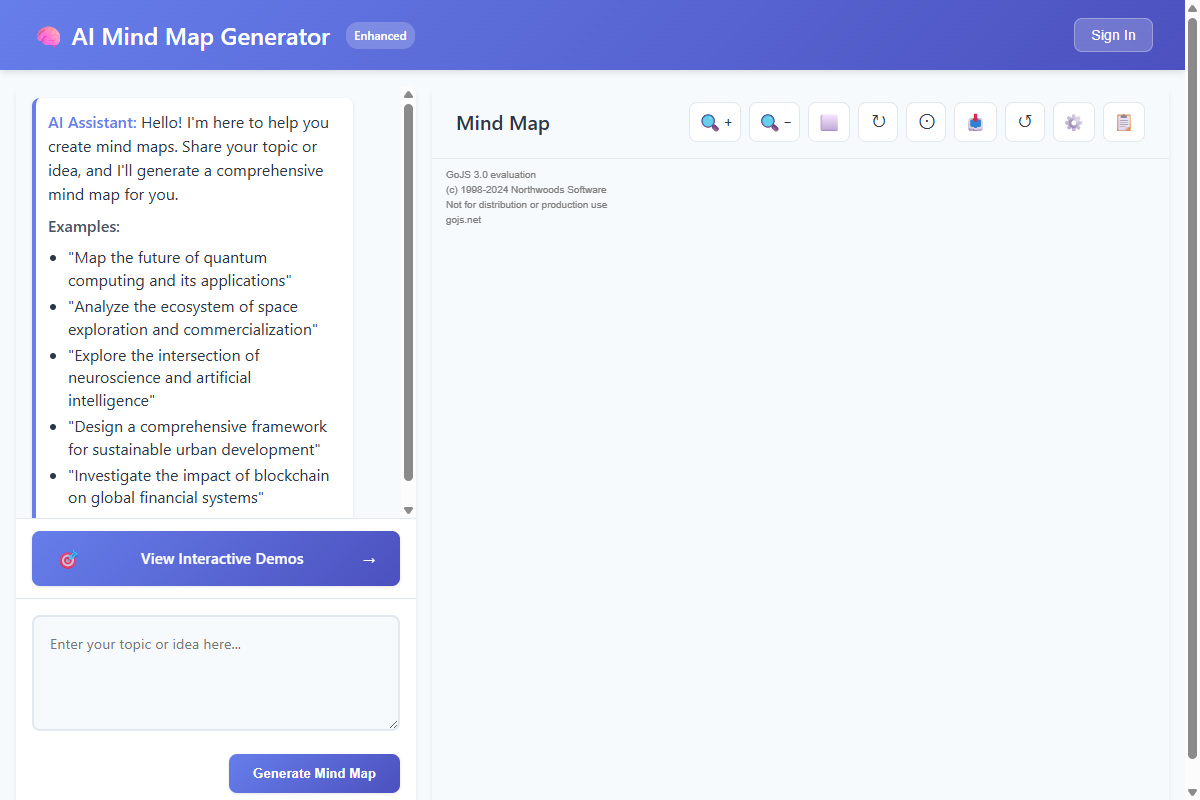 AI Mind Map Generator
Enhanced
Sign In
AI Assistant: Hello! I'm here to help you
create mind maps. Share your topic or
idea, and I'll generate a comprehensive
mind map for you.
Examples:
"Map the future of quantum
computing and its applications"
"Analyze the ecosystem of space
exploration and commercialization"
"Explore the intersection of
neuroscience and artificial
intelligence"
"Design a comprehensive framework
for sustainable urban development"
"Investigate the impact of blockchain
on global financial systems"
View Interactive Demos →
Enter your topic or idea here...
Generate Mind Map
Mind Map
GoJS 3.0 evaluation
(c) 1998-2024 Northwoods Software
Not for distribution or production use
gojs.net